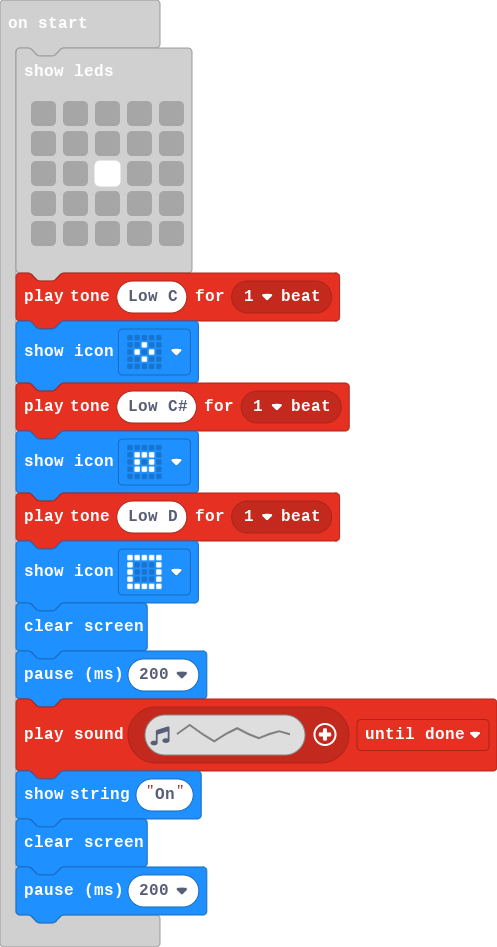 on start
show leds
play tone Low C for 1 beat
show icon
play tone Low C# for 1 beat
show icon
play tone Low D for 1 beat
show icon
clear screen
pause (ms) 200
play sound until done
show string "On"
clear screen
pause (ms) 200